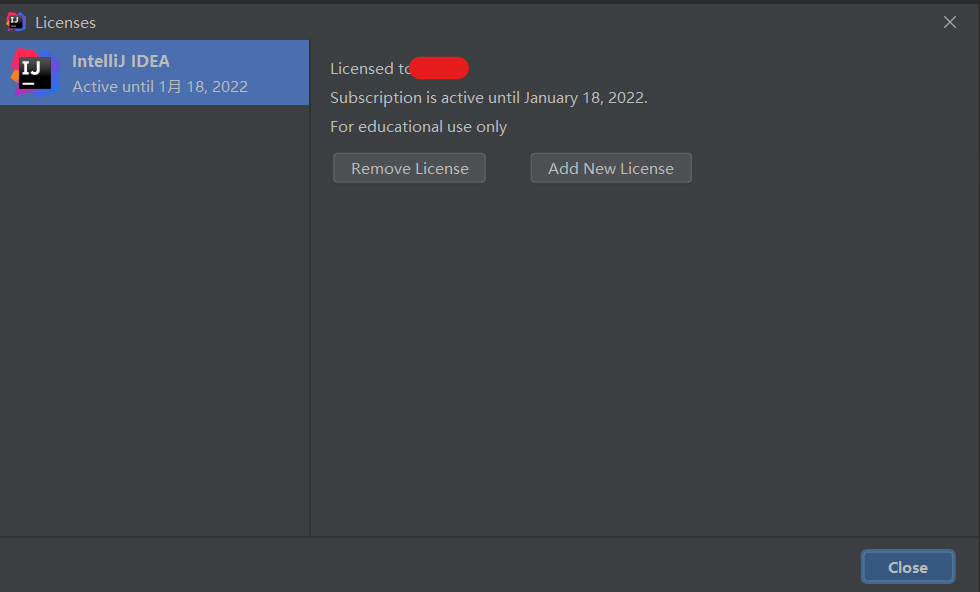 Licenses
IJ
IntelliJ IDEA
Active until 1月 18, 2022
Licensed to
Subscription is active until January 18, 2022.
For educational use only
Remove License
Add New License
Close